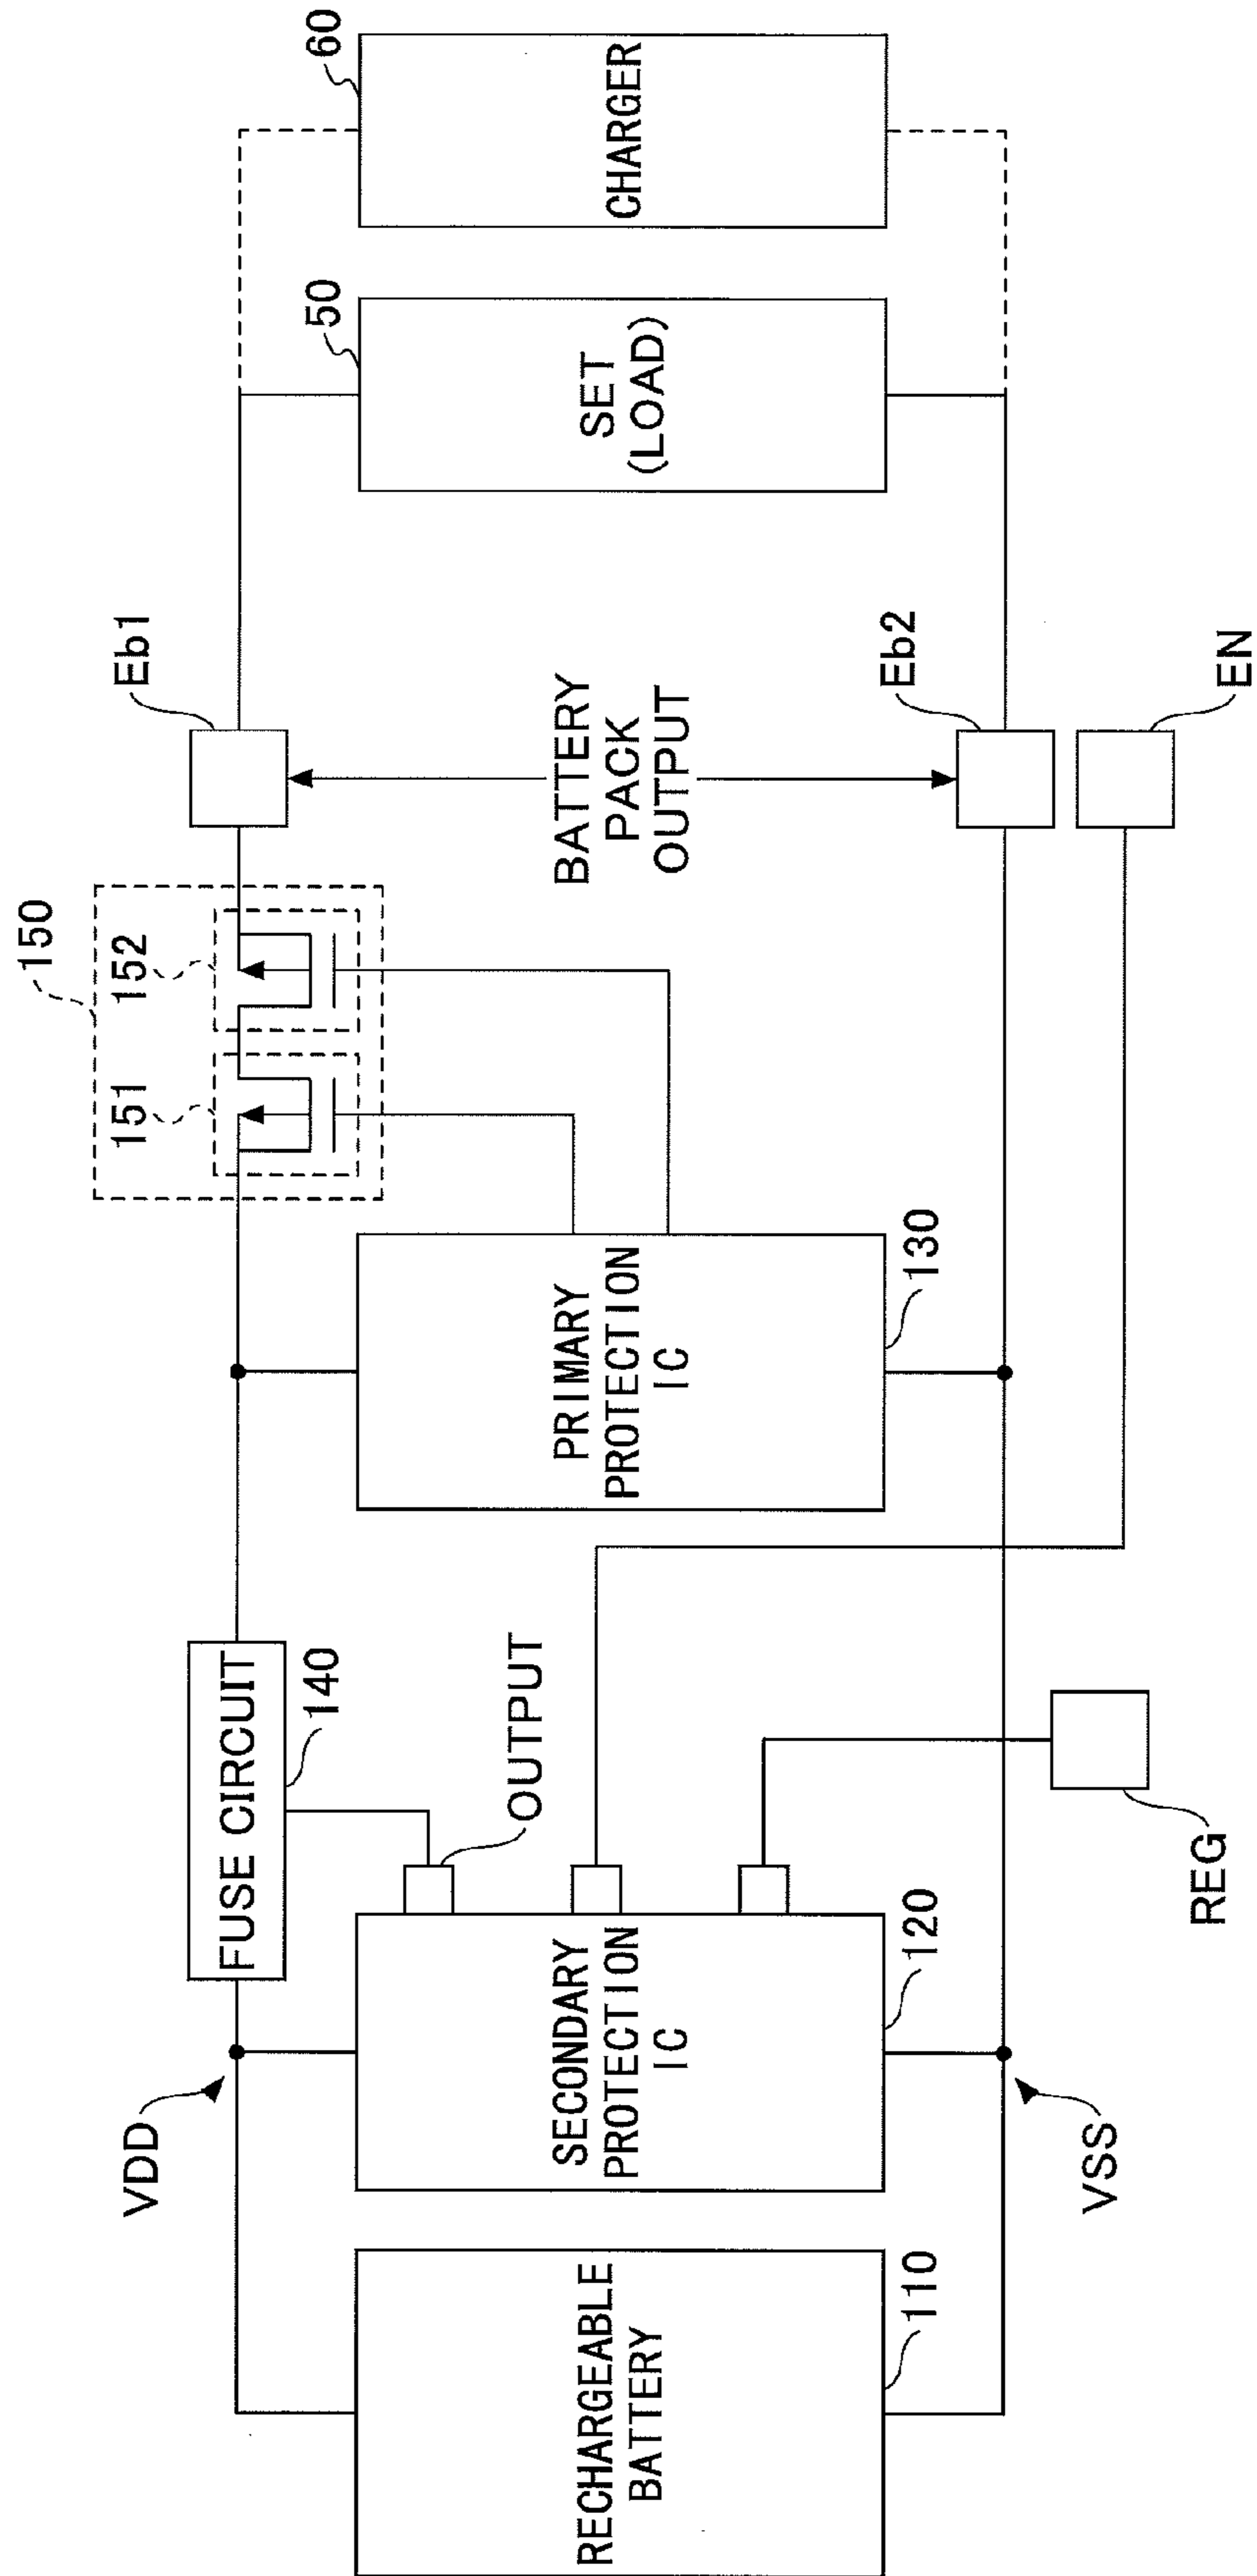 150
151
152
Eb1
60
50
VDD
FUSE CIRCUIT
140
OUTPUT
RECHARGEABLE
BATTERY
110
SECONDARY
PROTECTION
IC
120
PRIMARY
PROTECTION
IC
130
BATTERY
PACK
OUTPUT
SET
(LOAD)
CHARGER
Eb2
EN
VSS
REG